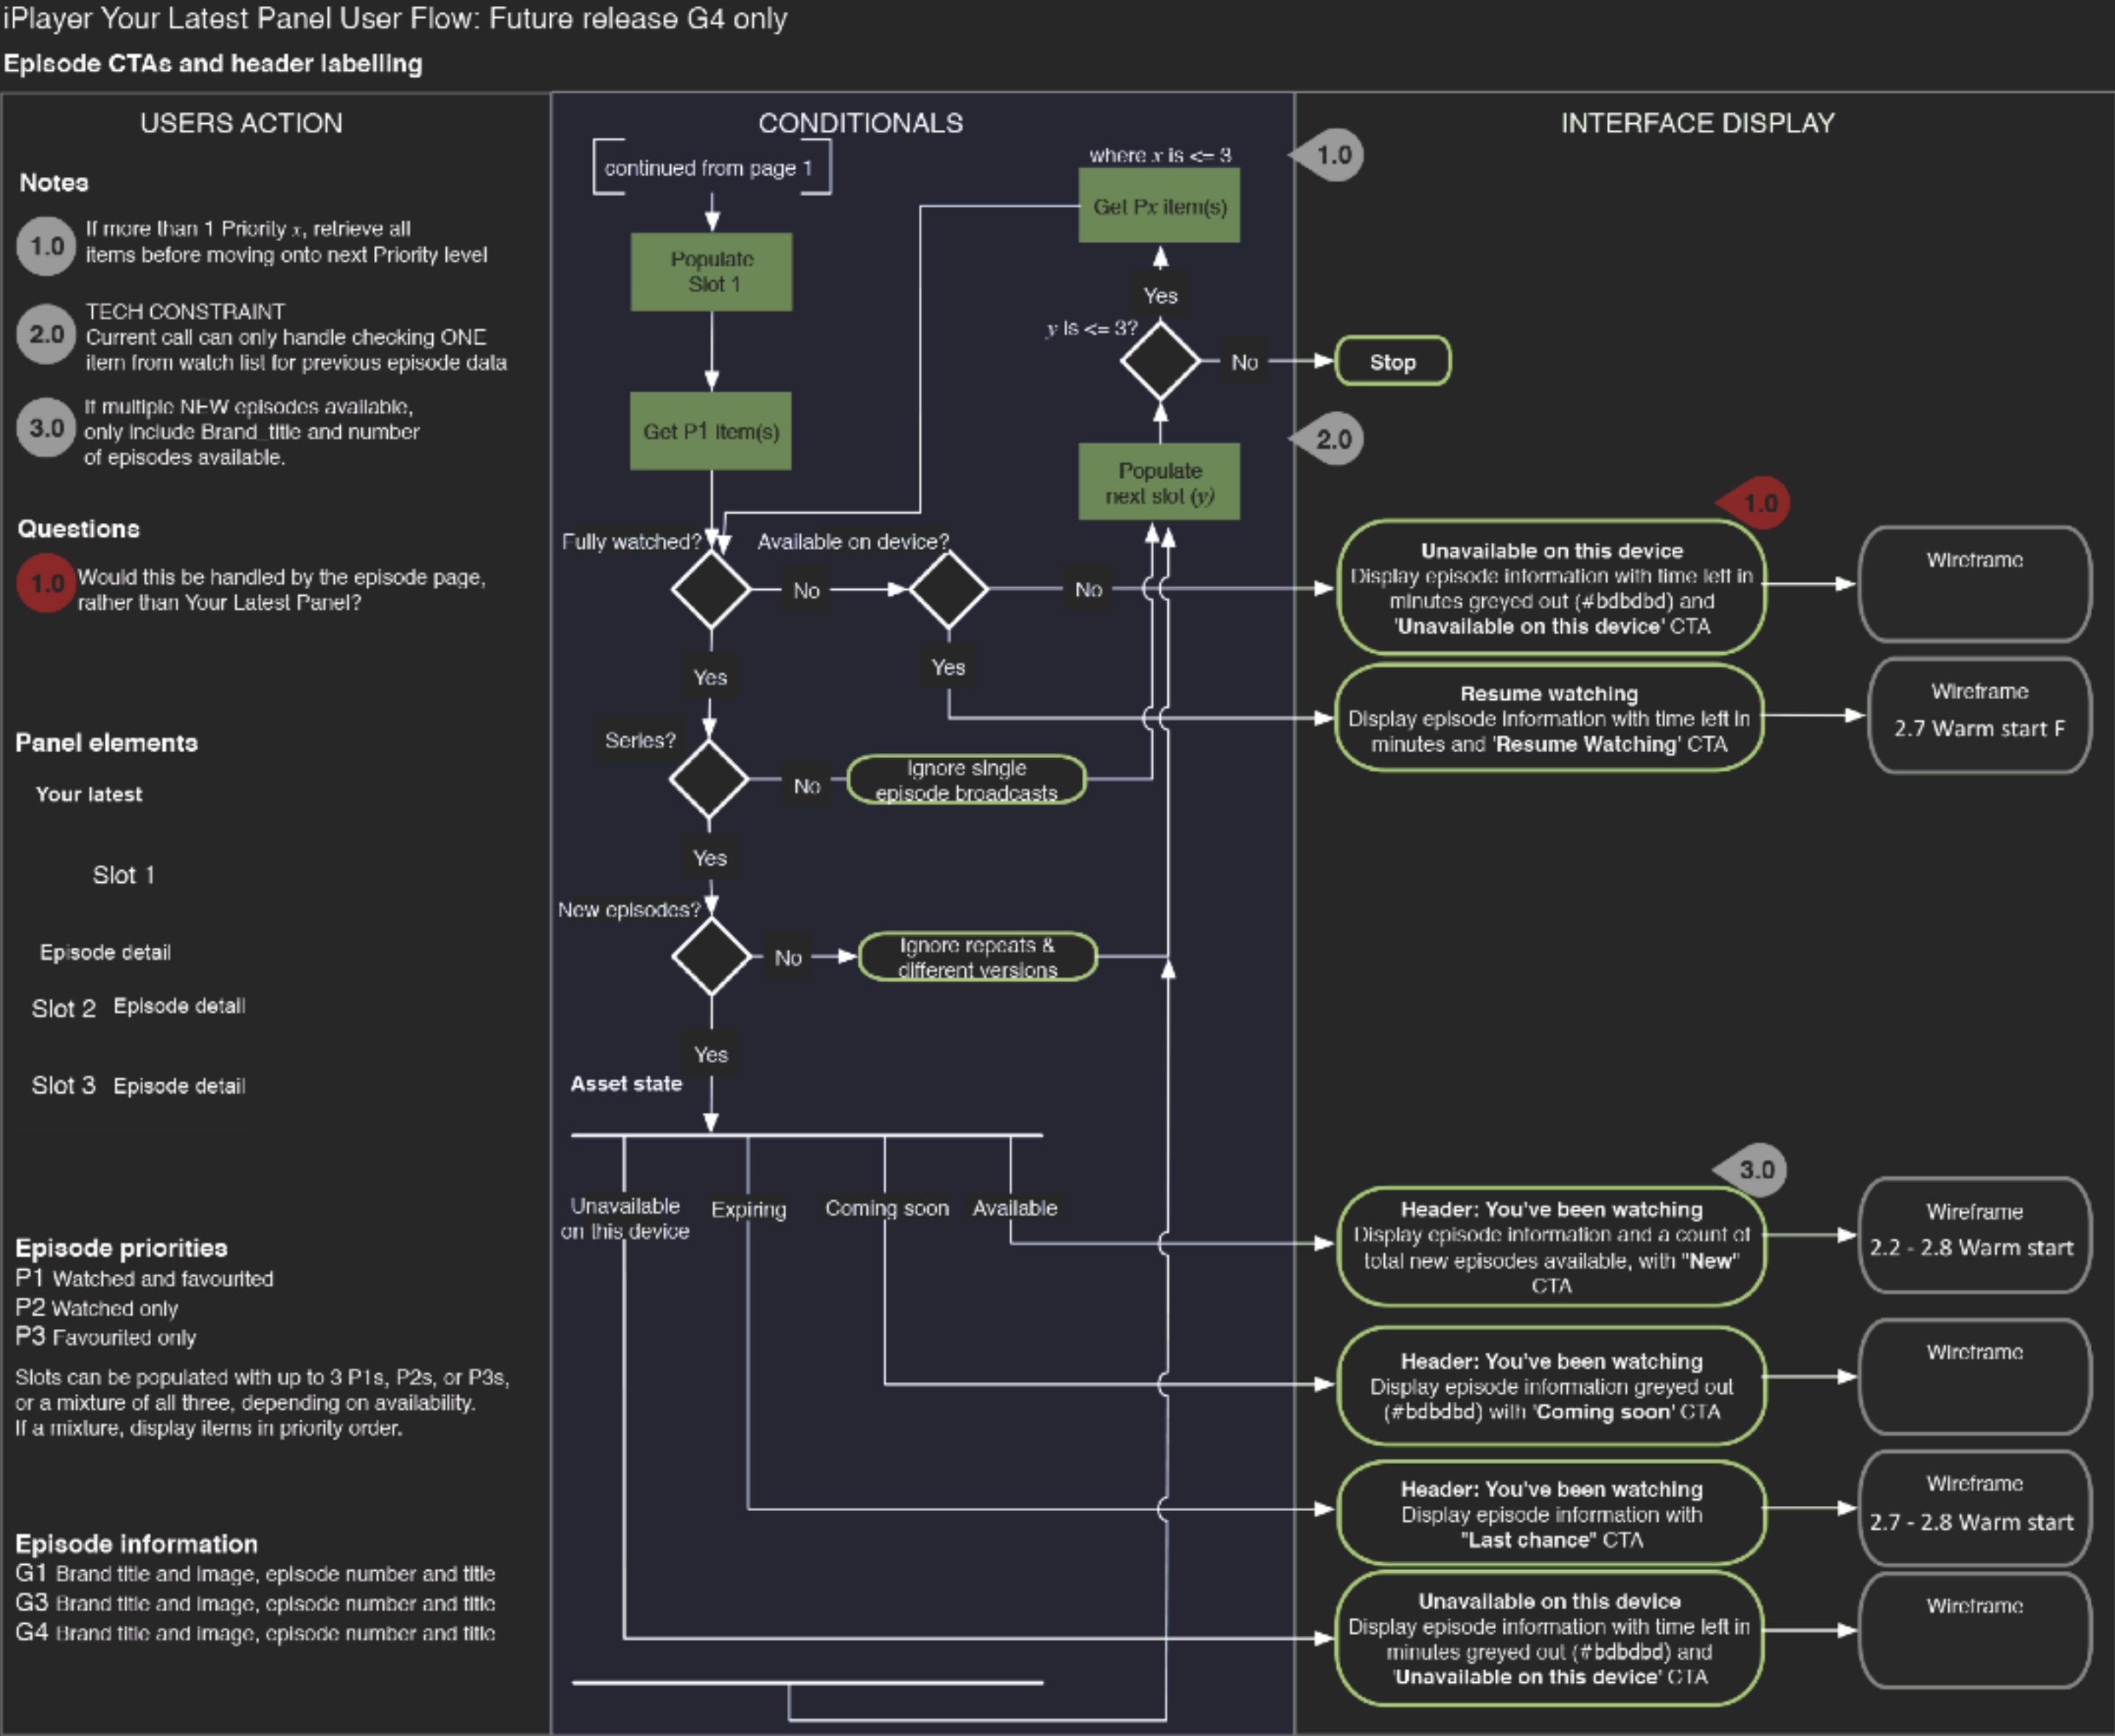 iPlayer Your Latest Panel User Flow: Future release G4 only
Episode CTAs and header labelling
USERS ACTION
Notes
1.0
If more than 1 Priority x, retrieve all
items before moving onto next Priority level
2.0
TECH CONSTRAINT
Current call can only handle checking ONE
item from watch list for previous episode data
3.0
If multiple NEW episodes available,
only include Brand_title and number
of episodes available.
Questions
1.0
Would this be handled by the episode page,
rather than Your Latest Panel?
Panel elements
Your latest
Slot 1
Episode detail
Slot 2 Episode detail
Slot 3 Episode detail
Episode priorities
P1 Watched and favourited
P2 Watched only
P3 Favourited only
Slots can be populated with up to 3 P1s, P2s, or P3s,
or a mixture of all three, depending on availability.
If a mixture, display items in priority order.
Episode information
G1 Brand title and image, episode number and title
G3 Brand title and image, episode number and title
G4 Brand title and image, episode number and title
CONDITIONALS
continued from page 1
Populate
Slot 1
Get P1 item(s)
where x is <= 3
Get Px item(s)
Yes
y is <= 3?
No
Populate
next slot (y)
Fully watched?
No
Available on device?
No
Yes
Yes
Series?
No
Ignore single
episode broadcasts
Yes
New episodes?
No
Ignore repeats &
different versions
Yes
Asset state
Unavailable
on this device
Expiring
Coming soon
Available
INTERFACE DISPLAY
1.0
Stop
2.0
1.0
Unavailable on this device
Display episode information with time left in
minutes greyed out (#bdbdbd) and
'Unavailable on this device' CTA
Wireframe
Resume watching
Display episode information with time left in
minutes and 'Resume Watching' CTA
Wireframe
2.7 Warm start F
3.0
Header: You've been watching
Display episode information and a count of
total new episodes available, with "New"
CTA
Wireframe
2.2 - 2.8 Warm start
Header: You've been watching
Display episode information greyed out
(#bdbdbd) with 'Coming soon' CTA
Wireframe
Header: You've been watching
Display episode information with
"Last chance" CTA
Wireframe
2.7 - 2.8 Warm start
Unavailable on this device
Display episode information with time left in
minutes greyed out (#bdbdbd) and
'Unavailable on this device' CTA
Wireframe